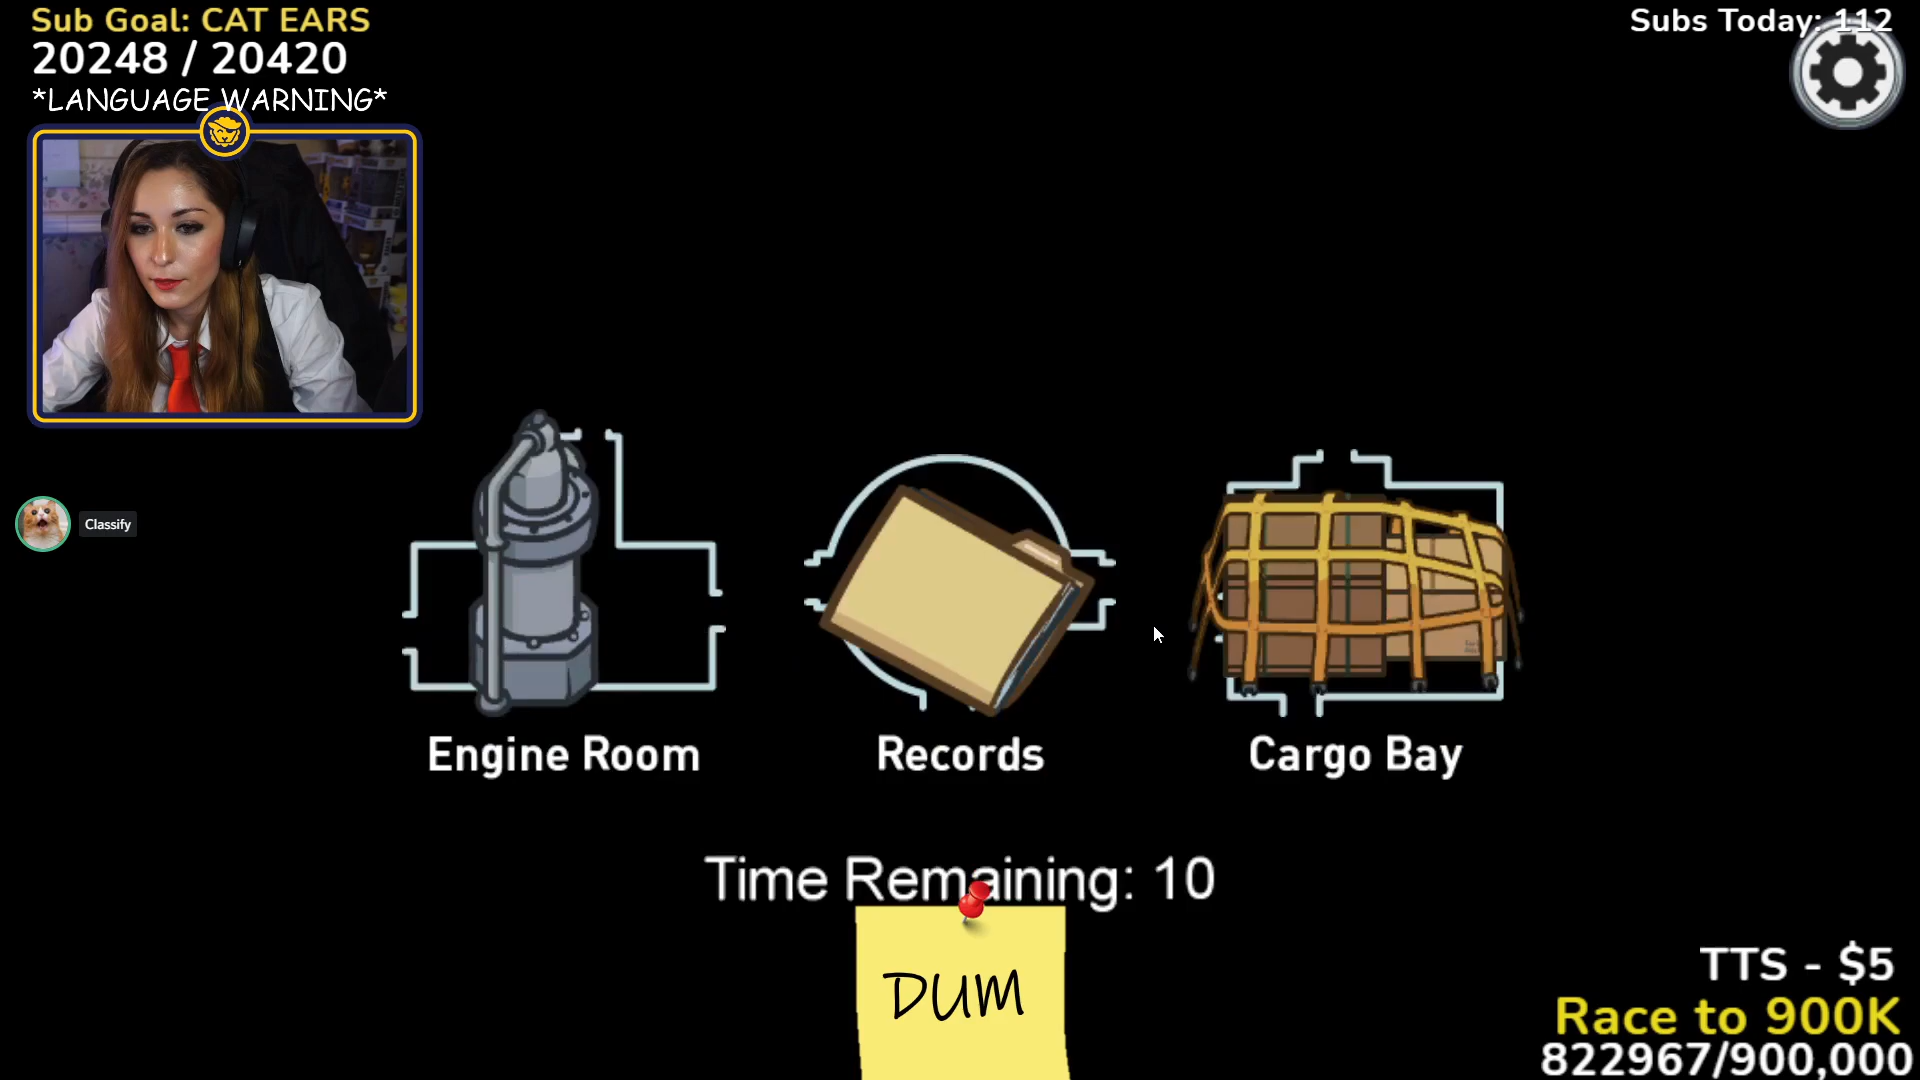 Sub Goal: CAT EARS
20248 / 20420
*LANGUAGE WARNING*
Subs Today: 112
Classify
Engine Room
Records
Cargo Bay
Time Remaining: 10
DUM
TTS - $5
Race to 900K
822967/900,000